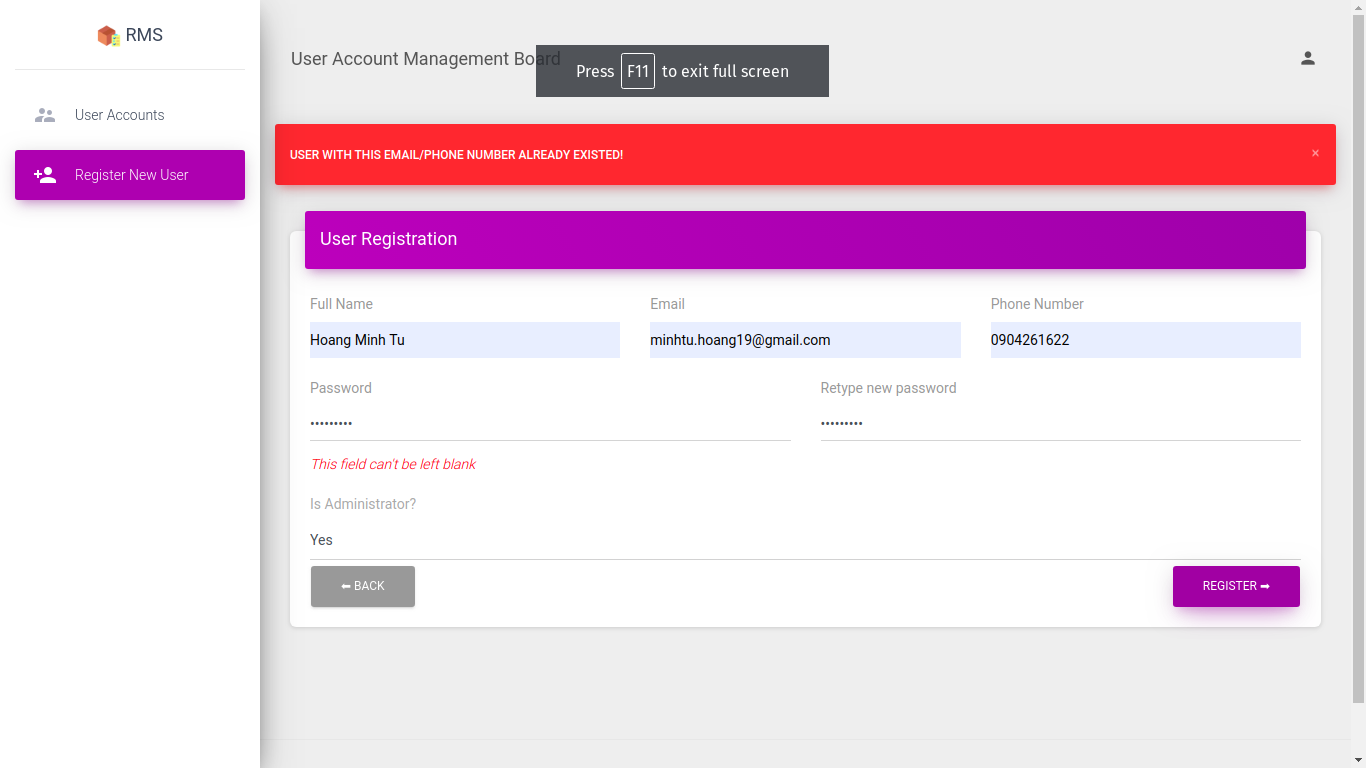 RMS
User Accounts
Register New User
User Account Management Board
Press F11 to exit full screen
USER WITH THIS EMAIL/PHONE NUMBER ALREADY EXISTED!
×
User Registration
Full Name Email Phone Number
Hoang Minh Tu minhtu.hoang19@gmail.com 0904261622
Password Retype new password
••••••••• •••••••••
This field can't be left blank
Is Administrator?
Yes
⬅ BACK REGISTER ➡